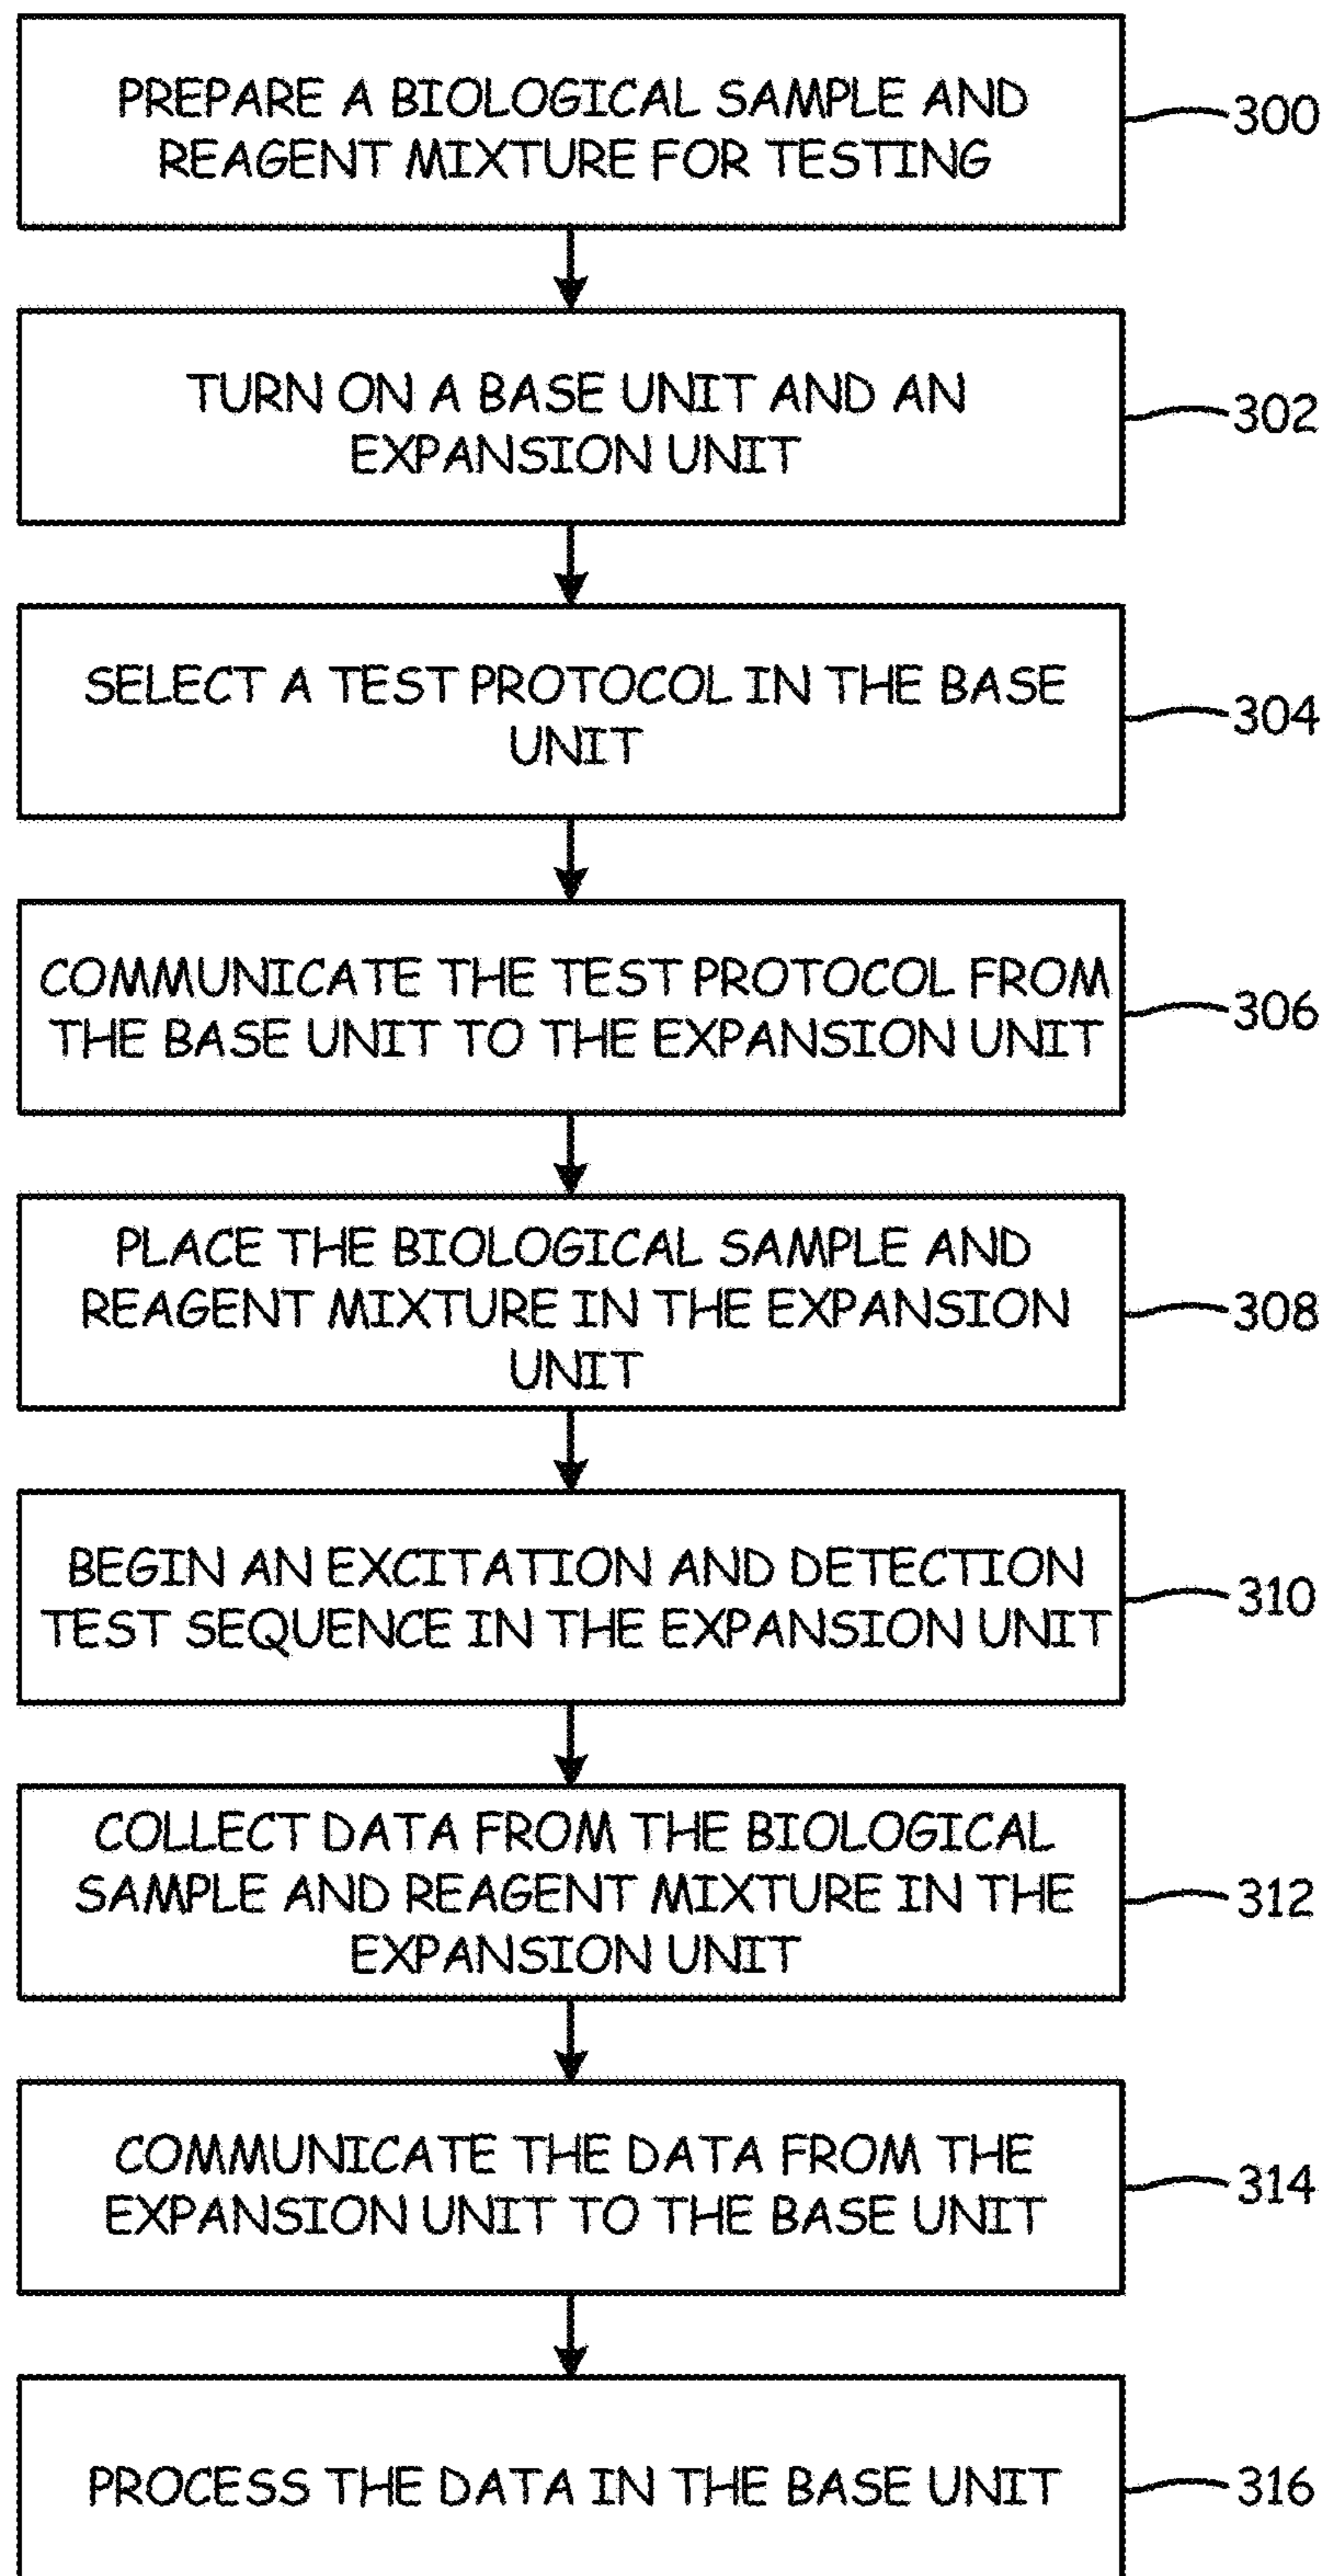 PREPARE A BIOLOGICAL SAMPLE AND
REAGENT MIXTURE FOR TESTING
300
TURN ON A BASE UNIT AND AN
EXPANSION UNIT
302
SELECT A TEST PROTOCOL IN THE BASE
UNIT
304
COMMUNICATE THE TEST PROTOCOL FROM
THE BASE UNIT TO THE EXPANSION UNIT
306
PLACE THE BIOLOGICAL SAMPLE AND
REAGENT MIXTURE IN THE EXPANSION
UNIT
308
BEGIN AN EXCITATION AND DETECTION
TEST SEQUENCE IN THE EXPANSION UNIT
310
COLLECT DATA FROM THE BIOLOGICAL
SAMPLE AND REAGENT MIXTURE IN THE
EXPANSION UNIT
312
COMMUNICATE THE DATA FROM THE
EXPANSION UNIT TO THE BASE UNIT
314
PROCESS THE DATA IN THE BASE UNIT
316